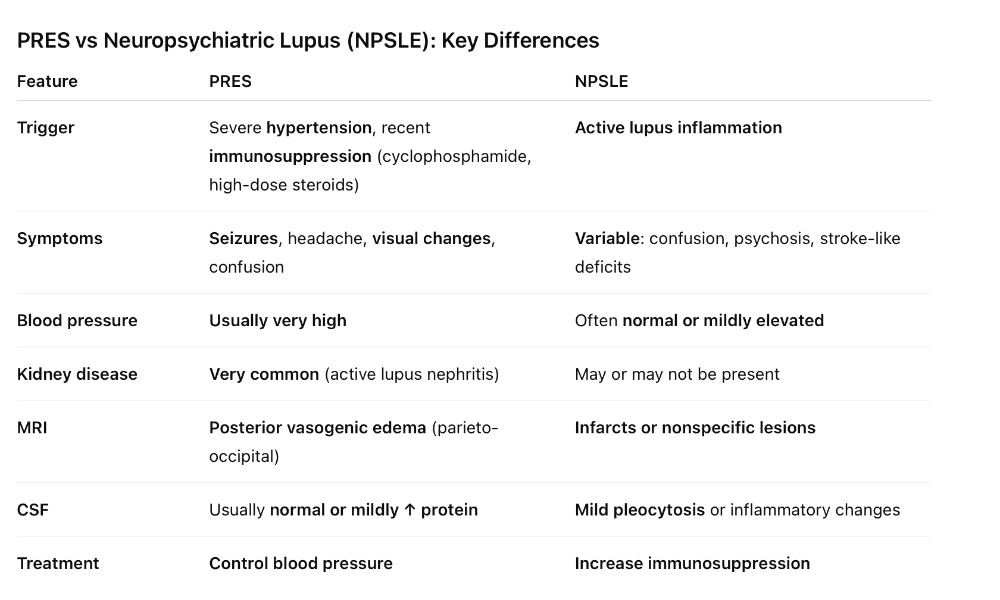 PRES vs Neuropsychiatric Lupus (NPSLE): Key Differences
Feature PRES NPSLE
Trigger Severe hypertension, recent Active lupus inflammation
immunosuppression (cyclophosphamide,
high-dose steroids)
Symptoms Seizures, headache, visual changes, Variable: confusion, psychosis, stroke-like
confusion deficits
Blood pressure Usually very high Often normal or mildly elevated
Kidney disease Very common (active lupus nephritis) May or may not be present
MRI Posterior vasogenic edema (parieto- Infarcts or nonspecific lesions
occipital)
CSF Usually normal or mildly ↑ protein Mild pleocytosis or inflammatory changes
Treatment Control blood pressure Increase immunosuppression